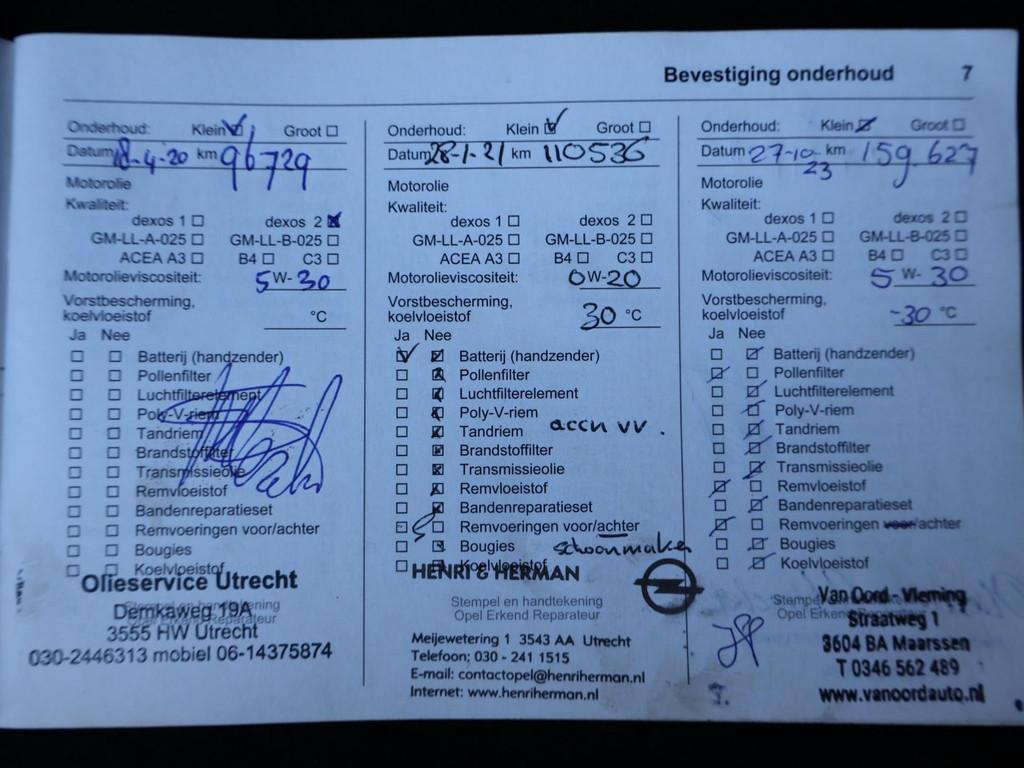 Bevestiging onderhoud 7
Onderhoud: Klein Groot
Datum 18-4-20 km 96729
Motorolie
Kwaliteit:
dexos 1 dexos 2
GM-LL-A-025 GM-LL-B-025
ACEA A3 B4 C3
Motorolieviscositeit: 5 W- 30
Vorstbescherming,
koelvloeistof °C
Ja Nee
Batterij (handzender)
Pollenfilter
Luchtfilterelement
Poly-V-riem
Tandriem
Brandstoffilter
Transmissieolie
Remvloeistof
Bandenreparatieset
Remvoeringen voor/achter
Bougies
Koelvloeistof
Olieservice Utrecht
Stempel en handtekening
Demkaweg 19A
Opel Erkend Reparateur
3555 HW Utrecht
030-2446313 mobiel 06-14375874
Onderhoud: Klein Groot
Datum 28-1-21 km 110536
Motorolie
Kwaliteit:
dexos 1 dexos 2
GM-LL-A-025 GM-LL-B-025
ACEA A3 B4 C3
Motorolieviscositeit: 0W-20
Vorstbescherming,
koelvloeistof 30 °C
Ja Nee
Batterij (handzender)
Pollenfilter
Luchtfilterelement
Poly-V-riem
Tandriem accu vv.
Brandstoffilter
Transmissieolie
Remvloeistof
Bandenreparatieset
Remvoeringen voor/achter
Bougies schoonmaken
Koelvloeistof
HENRI & HERMAN
Stempel en handtekening
Opel Erkend Reparateur
Meijewetering 1 3543 AA Utrecht
Telefoon: 030 - 241 1515
E-mail: contactopel@henriherman.nl
Internet: www.henriherman.nl
Onderhoud: Klein Groot
Datum 27-10-23 km 159.627
Motorolie
Kwaliteit:
dexos 1 dexos 2
GM-LL-A-025 GM-LL-B-025
ACEA A3 B4 C3
Motorolieviscositeit: 5 W- 30
Vorstbescherming,
koelvloeistof -30 °C
Ja Nee
Batterij (handzender)
Pollenfilter
Luchtfilterelement
Poly-V-riem
Tandriem
Brandstoffilter
Transmissieolie
Remvloeistof
Bandenreparatieset
Remvoeringen voor/achter
Bougies
Koelvloeistof
Van Oord - Vleming
Straatweg 1
3604 BA Maarssen
T 0346 562 489
www.vanoordauto.nl